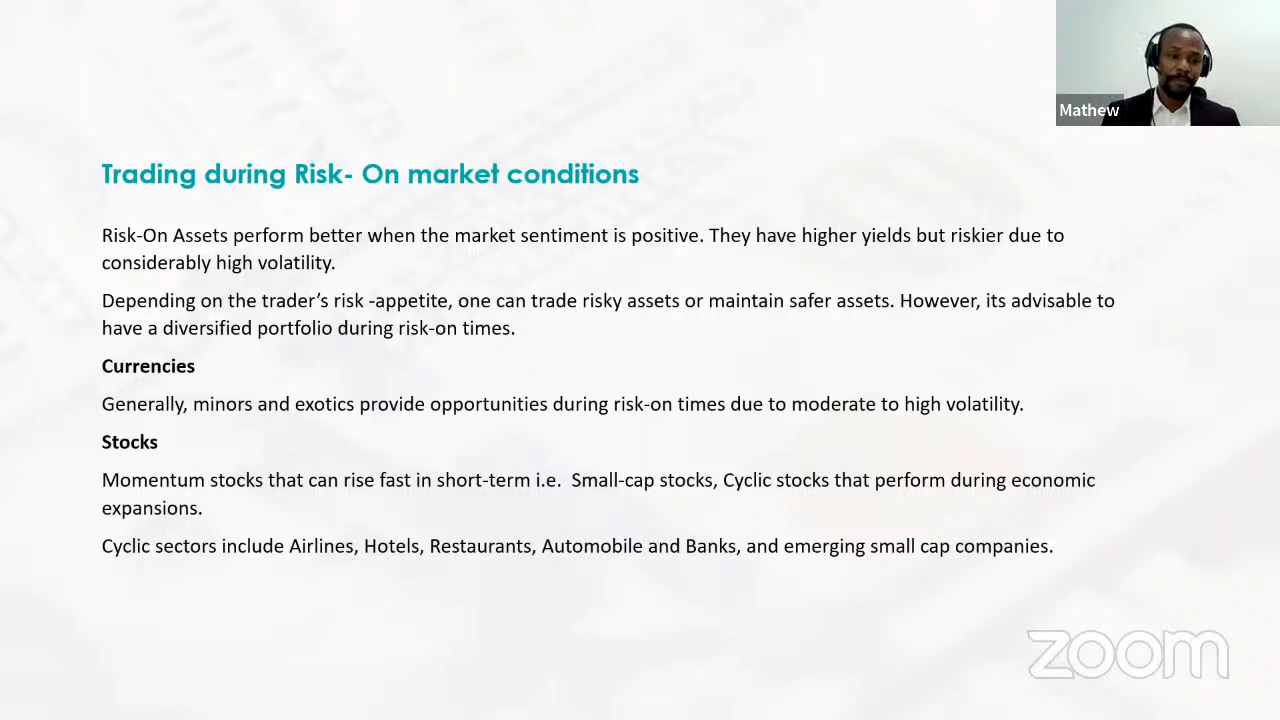 Mathew
Trading during Risk- On market conditions
Risk-On Assets perform better when the market sentiment is positive. They have higher yields but riskier due to
considerably high volatility.
Depending on the trader’s risk -appetite, one can trade risky assets or maintain safer assets. However, its advisable to
have a diversified portfolio during risk-on times.
Currencies
Generally, minors and exotics provide opportunities during risk-on times due to moderate to high volatility.
Stocks
Momentum stocks that can rise fast in short-term i.e.  Small-cap stocks, Cyclic stocks that perform during economic
expansions.
Cyclic sectors include Airlines, Hotels, Restaurants, Automobile and Banks, and emerging small cap companies.
zoom